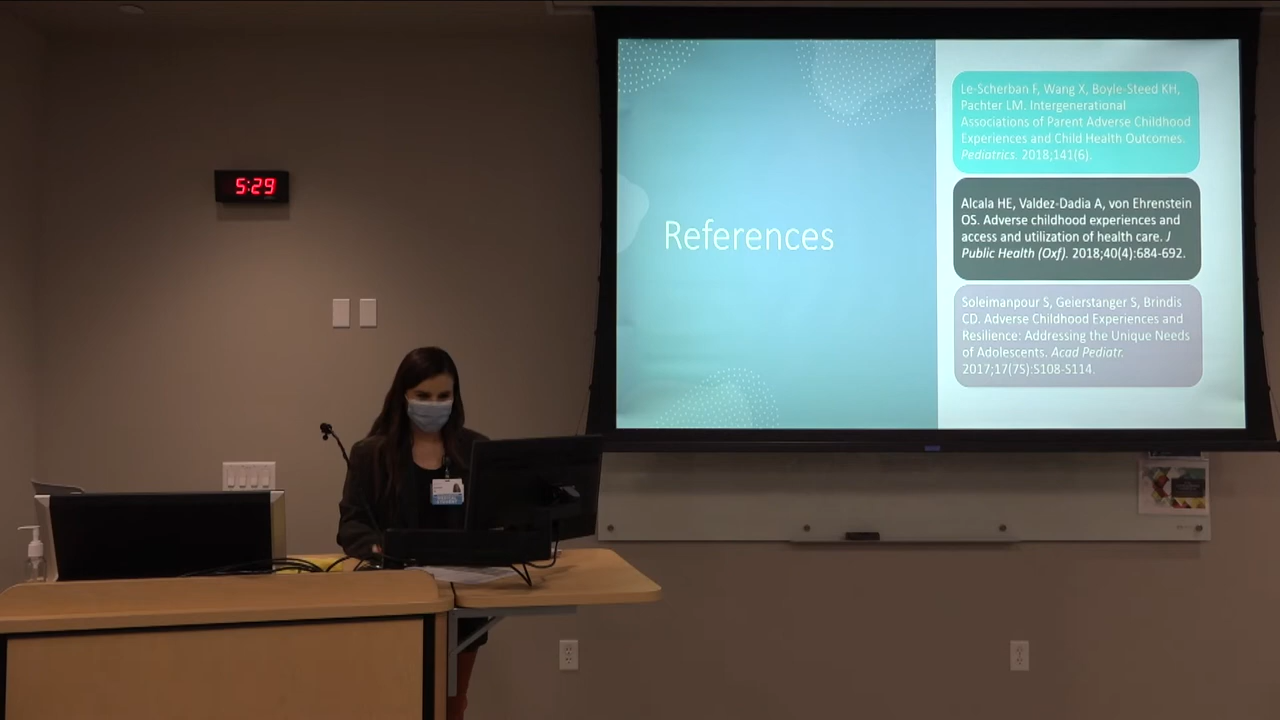 5:29
References
Le-Scherban F, Wang X, Boyle-Steed KH,
Pachter LM. Intergenerational
Associations of Parent Adverse Childhood
Experiences and Child Health Outcomes.
Pediatrics. 2018;141(6).
Alcala HE, Valdez-Dadia A, von Ehrenstein
OS. Adverse childhood experiences and
access and utilization of health care. J
Public Health (Oxf). 2018;40(4):684-692.
Soleimanpour S, Geierstanger S, Brindis
CD. Adverse Childhood Experiences and
Resilience: Addressing the Unique Needs
of Adolescents. Acad Pediatr.
2017;17(7S):S108-S114.
MEDICAL
STUDENT